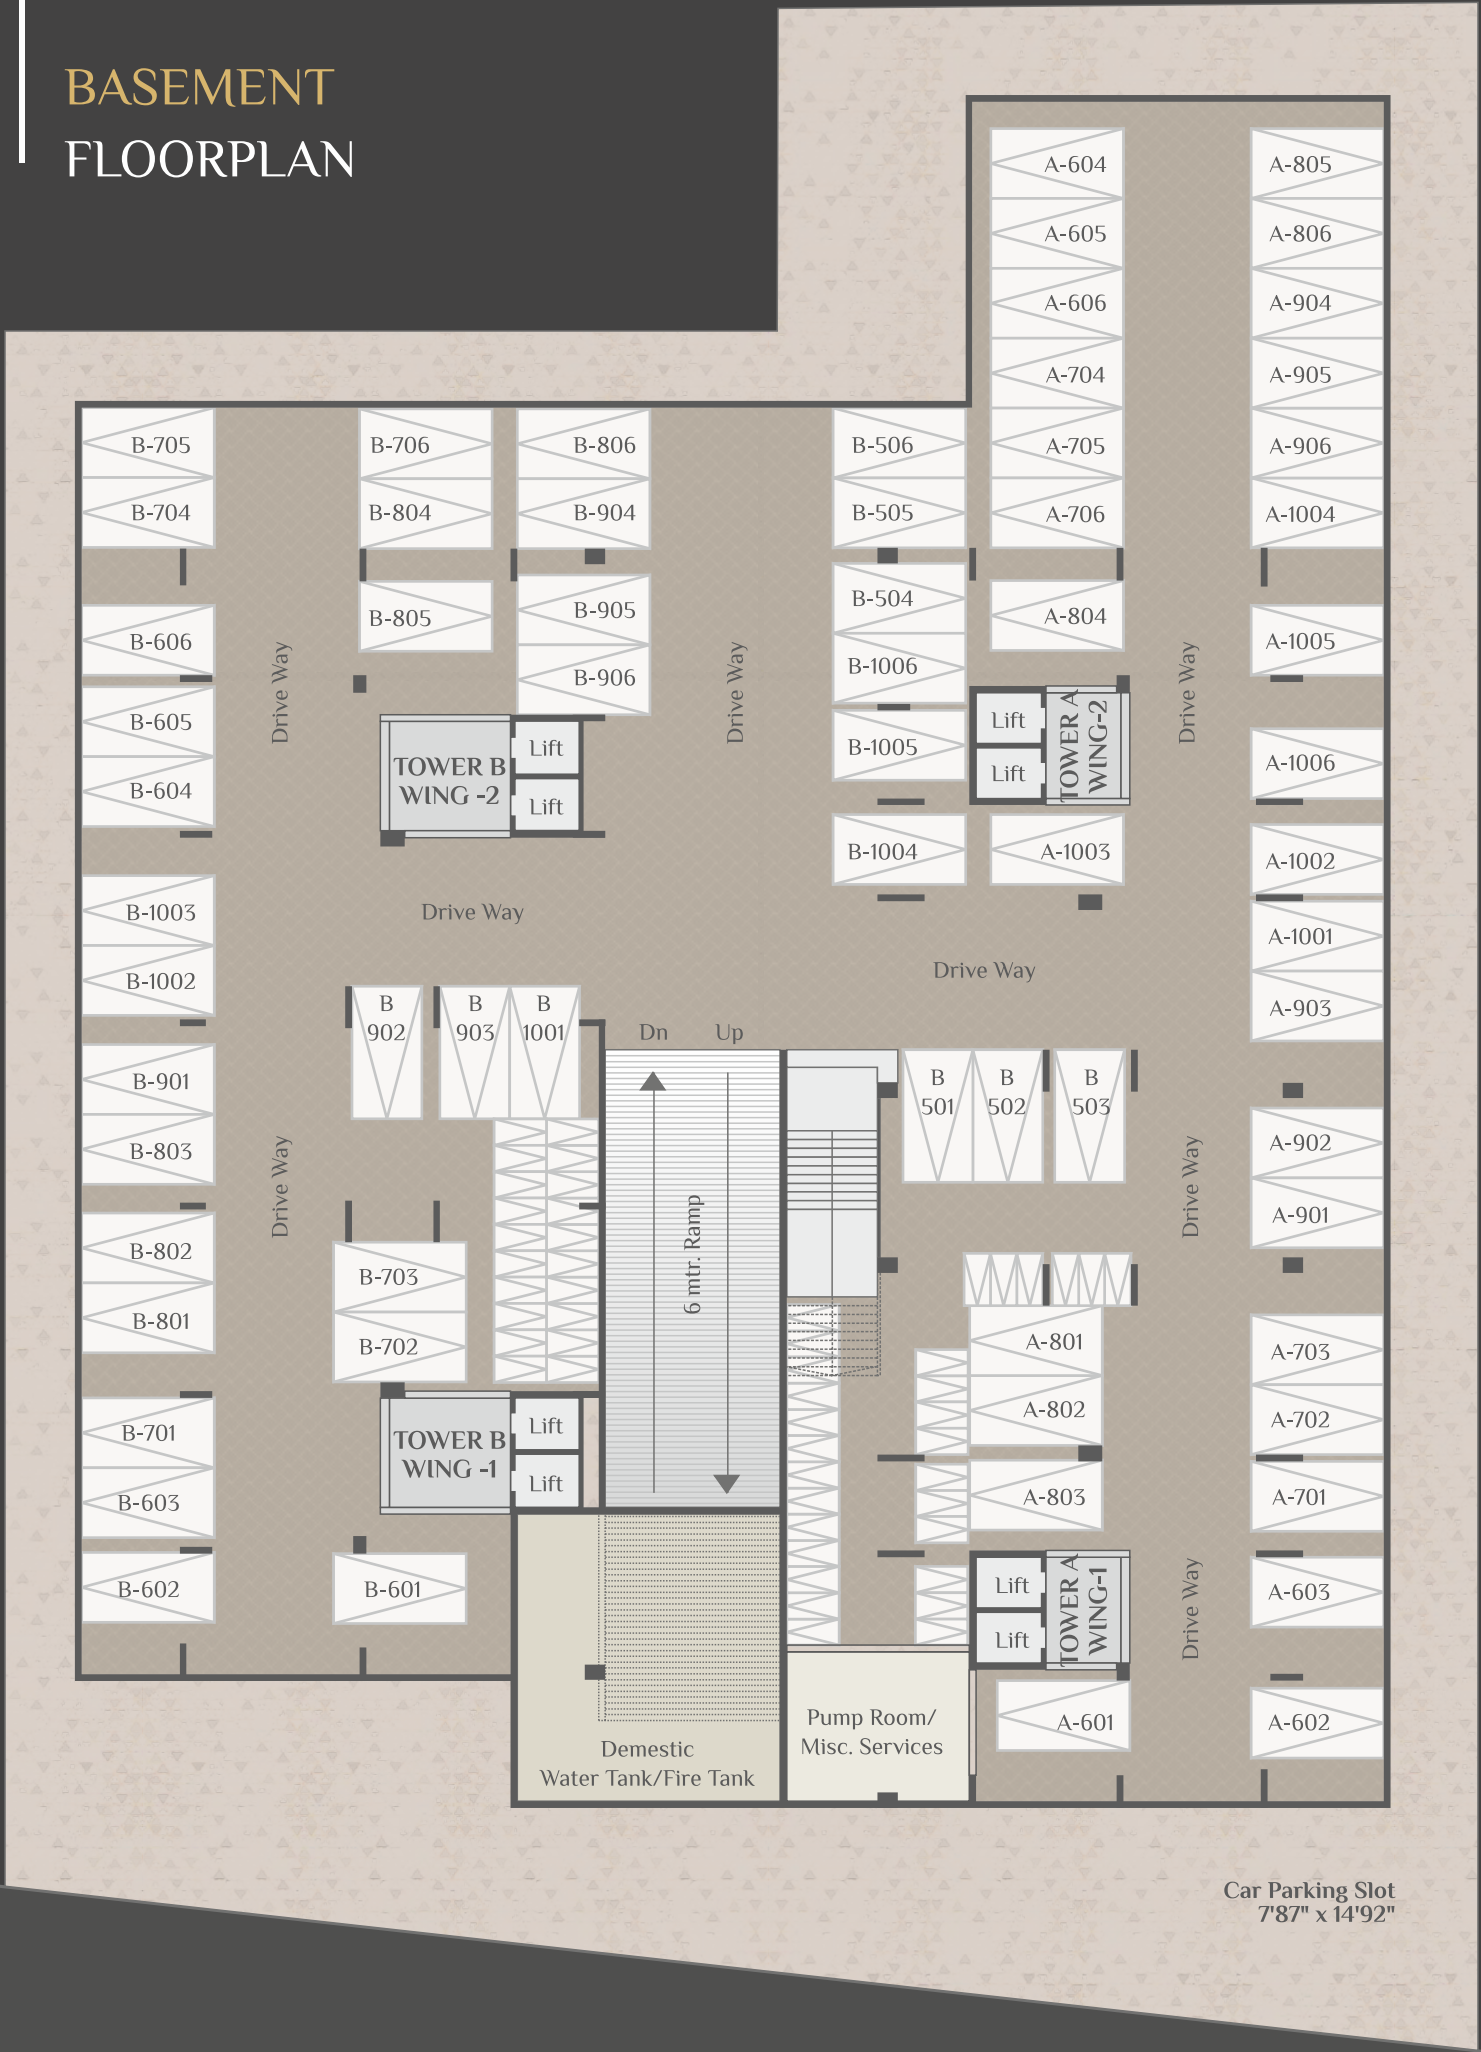 BASEMENT
FLOORPLAN
A-604
A-805
A-605
A-806
A-606
A-904
A-704
A-905
B-705
B-706
B-806
B-506
A-705
A-906
B-704
B-804
B-904
B-505
A-706
A-1004
B-805
B-905
B-504
A-804
B-606
A-1005
B-906
B-1006
Drive Way
Drive Way
Drive Way
B-605
Lift
Lift
B-1005
TOWER A
WING-2
A-1006
TOWER B
WING -2
Lift
B-604
Lift
B-1004
A-1003
A-1002
B-1003
Drive Way
A-1001
Drive Way
B-1002
A-903
B
902
B
903
B
1001
Dn
Up
B-901
B
501
B
502
B
503
B-803
A-902
Drive Way
Drive Way
A-901
B-802
6 mtr. Ramp
B-703
B-801
A-801
A-703
B-702
A-802
A-702
B-701
Lift
TOWER B
WING -1
Lift
B-603
A-803
A-701
B-602
B-601
Lift
TOWER A
WING-1
Drive Way
A-603
Lift
Pump Room/
Misc. Services
A-601
A-602
Demestic
Water Tank/Fire Tank
Car Parking Slot
7'87" x 14'92"